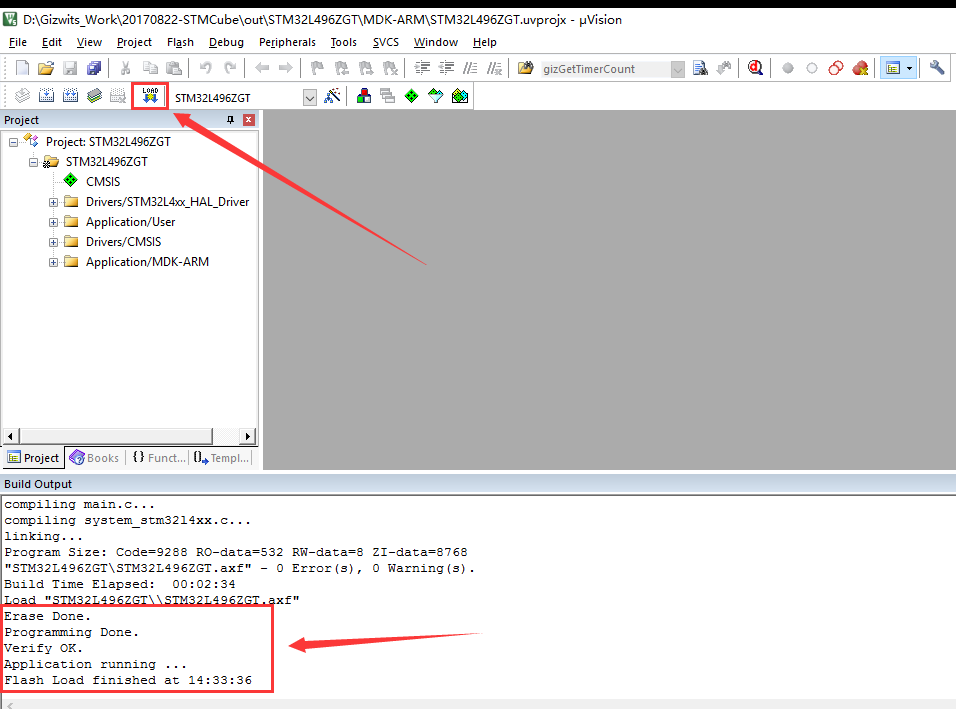 D:\Gizwits_Work\20170822-STMCube\out\STM32L496ZGT\MDK-ARM\STM32L496ZGT.uvprojx - µVision
File Edit View Project Flash Debug Peripherals Tools SVCS Window Help
gizGetTimerCount
LOAD STM32L496ZGT
Project
Project: STM32L496ZGT
STM32L496ZGT
CMSIS
Drivers/STM32L4xx_HAL_Driver
Application/User
Drivers/CMSIS
Application/MDK-ARM
Project Books {} Funct... Templ...
Build Output
compiling main.c...
compiling system_stm32l4xx.c...
linking...
Program Size: Code=9288 RO-data=532 RW-data=8 ZI-data=8768
"STM32L496ZGT\STM32L496ZGT.axf" - 0 Error(s), 0 Warning(s).
Build Time Elapsed:  00:02:34
Load "STM32L496ZGT\\STM32L496ZGT.axf"
Erase Done.
Programming Done.
Verify OK.
Application running ...
Flash Load finished at 14:33:36